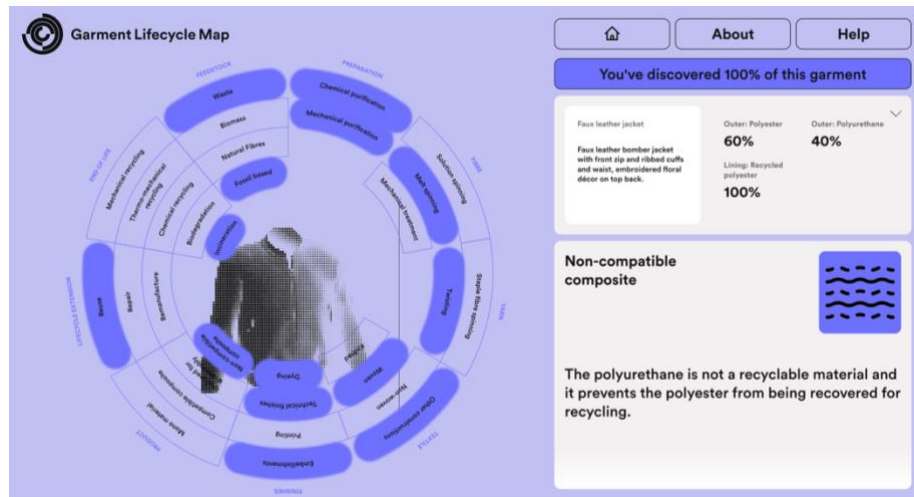 Garment Lifecycle Map
About
Help
You've discovered 100% of this garment
Faux leather jacket
Faux leather bomber jacket
with front zip and ribbed cuffs
and waist, embroidered floral
décor on top back.
Outer: Polyester
60%
Outer: Polyurethane
40%
Lining: Recycled
polyester
100%
Non-compatible
composite
The polyurethane is not a recyclable material and
it prevents the polyester from being recovered for
recycling.
FEEDSTOCK
Waste
Biomass
Natural Fibres
Fossil based
PREPARATION
Chemical purification
Mechanical purification
FIBRE
Solution spinning
Melt spinning
Mechanical treatment
YARN
Staple fibre spinning
Twisting
TEXTILE
Other constructions
Non-woven
Woven
Knitted
FINISHES
Embellishments
Printing
Technical finishes
Dyeing
PRODUCT
Mono material
Compatible composite
Non-compatible
composite
LIFECYCLE EXTENSION
Reuse
Repair
Remanufacture
END OF LIFE
Mechanical recycling
Thermo-mechanical
recycling
Chemical recycling
Biodegradation
Incineration